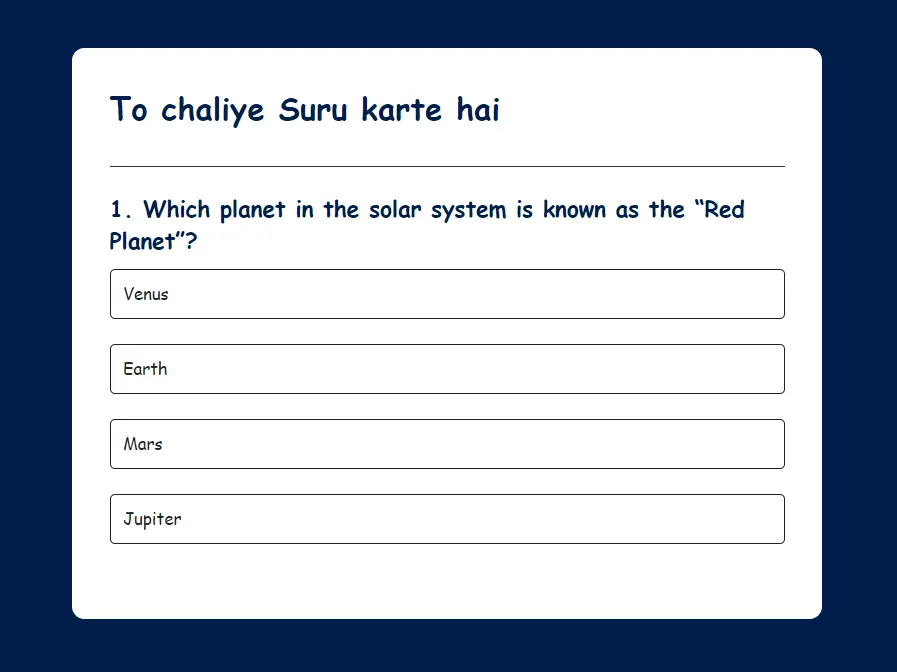 To chaliye Suru karte hai
1. Which planet in the solar system is known as the “Red
Planet”?
Venus
Earth
Mars
Jupiter